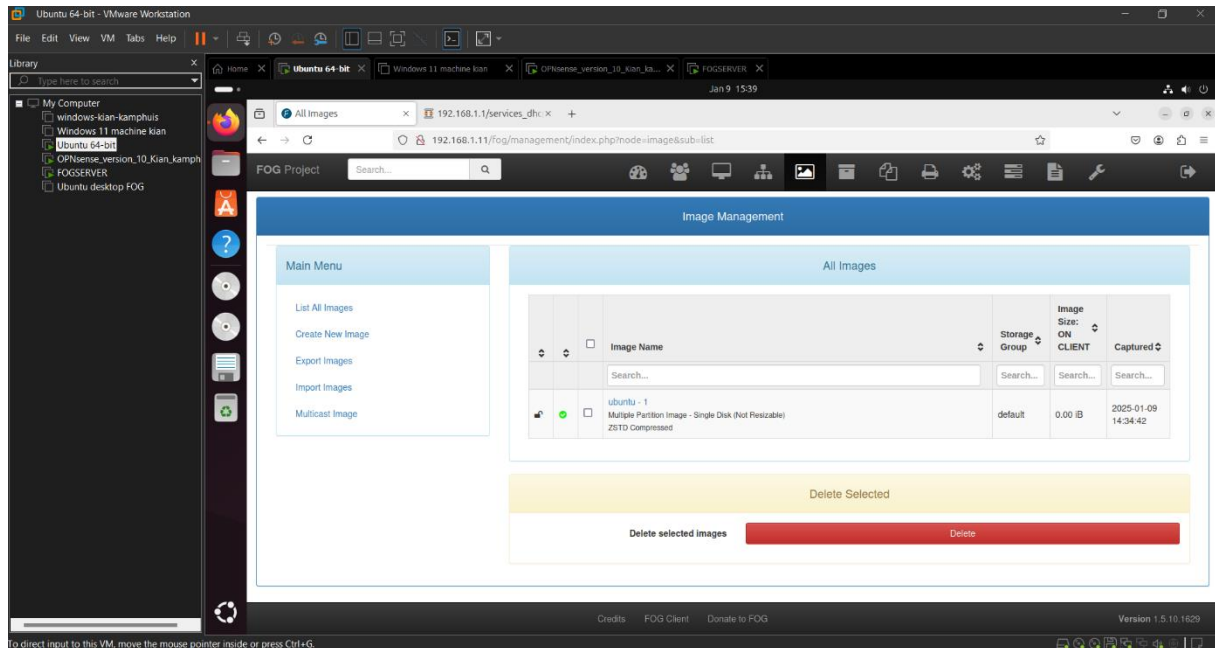 Ubuntu 64-bit - VMware Workstation
File Edit View VM Tabs Help
Library
Type here to search
My Computer
windows-kian-kamphuis
Windows 11 machine kian
Ubuntu 64-bit
OPNsense_version_10_Kian_kamph
FOGSERVER
Ubuntu desktop FOG
Home
Ubuntu 64-bit
Windows 11 machine kian
OPNsense_version_10_Kian_ka...
FOGSERVER
Jan 9 15:39
All Images
192.168.1.1/services_dhc
192.168.1.11/fog/management/index.php?node=image&sub=list
FOG Project
Search...
Image Management
Main Menu
List All Images
Create New Image
Export Images
Import Images
Multicast Image
All Images
Image Name
Storage Group
Image Size: ON CLIENT
Captured
Search...
Search...
Search...
Search...
ubuntu - 1
Multiple Partition Image - Single Disk (Not Resizable)
ZSTD Compressed
default
0.00 iB
2025-01-09
14:34:42
Delete Selected
Delete selected images
Delete
Credits FOG Client Donate to FOG
Version 1.5.10.1629
To direct input to this VM, move the mouse pointer inside or press Ctrl+G.